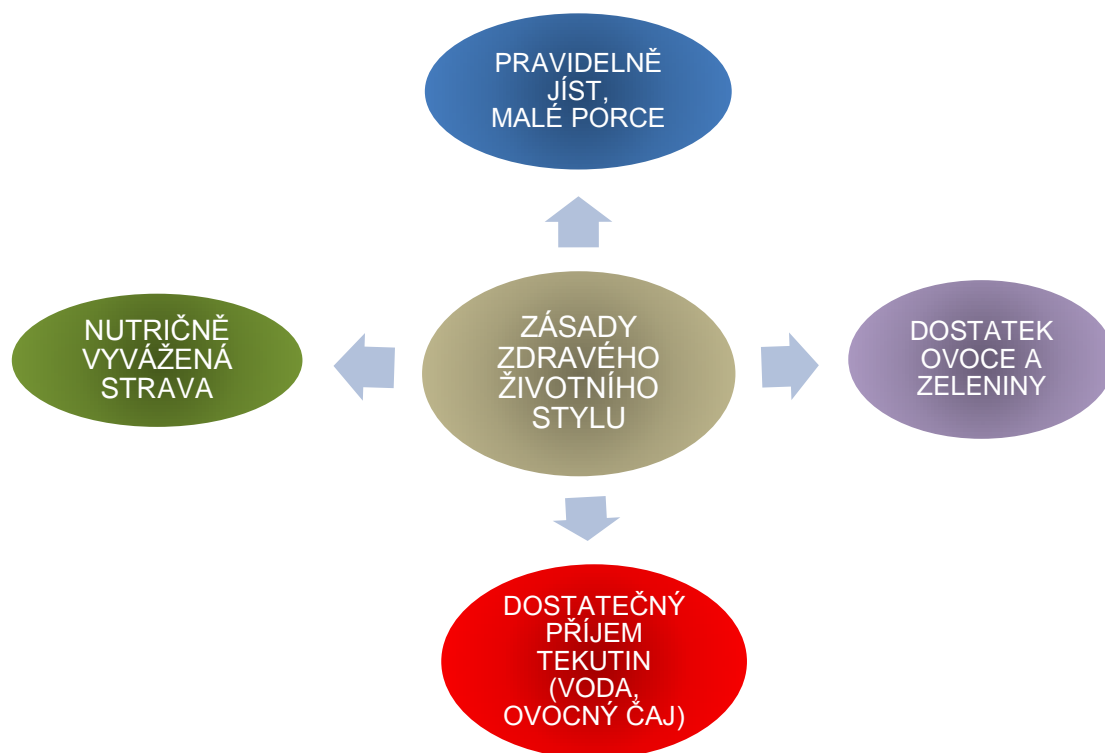 PRAVIDELNĚ
JÍST,
MALÉ PORCE
NUTRIČNĚ
VYVÁŽENÁ
STRAVA
ZÁSADY
ZDRAVÉHO
ŽIVOTNÍHO
STYLU
DOSTATEK
OVOCE A
ZELENINY
DOSTATEČNÝ
PŘÍJEM
TEKUTIN
(VODA,
OVOCNÝ ČAJ)